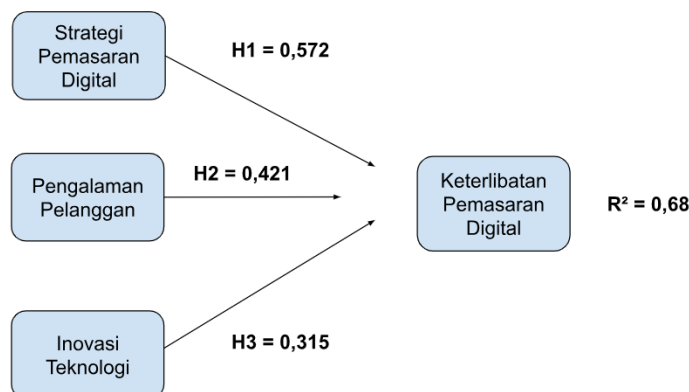 Strategi
Pemasaran
Digital
H1 = 0,572
Pengalaman
Pelanggan
H2 = 0,421
Keterlibatan
Pemasaran
Digital
R² = 0,68
Inovasi
Teknologi
H3 = 0,315